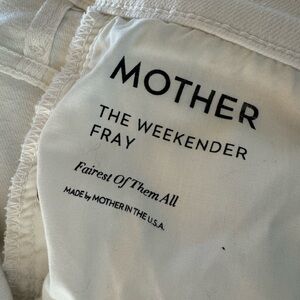 MOTHER
THE WEEKENDER
FRAY
Fairest Of Them All
MADE by MOTHER IN THE U.S.A.